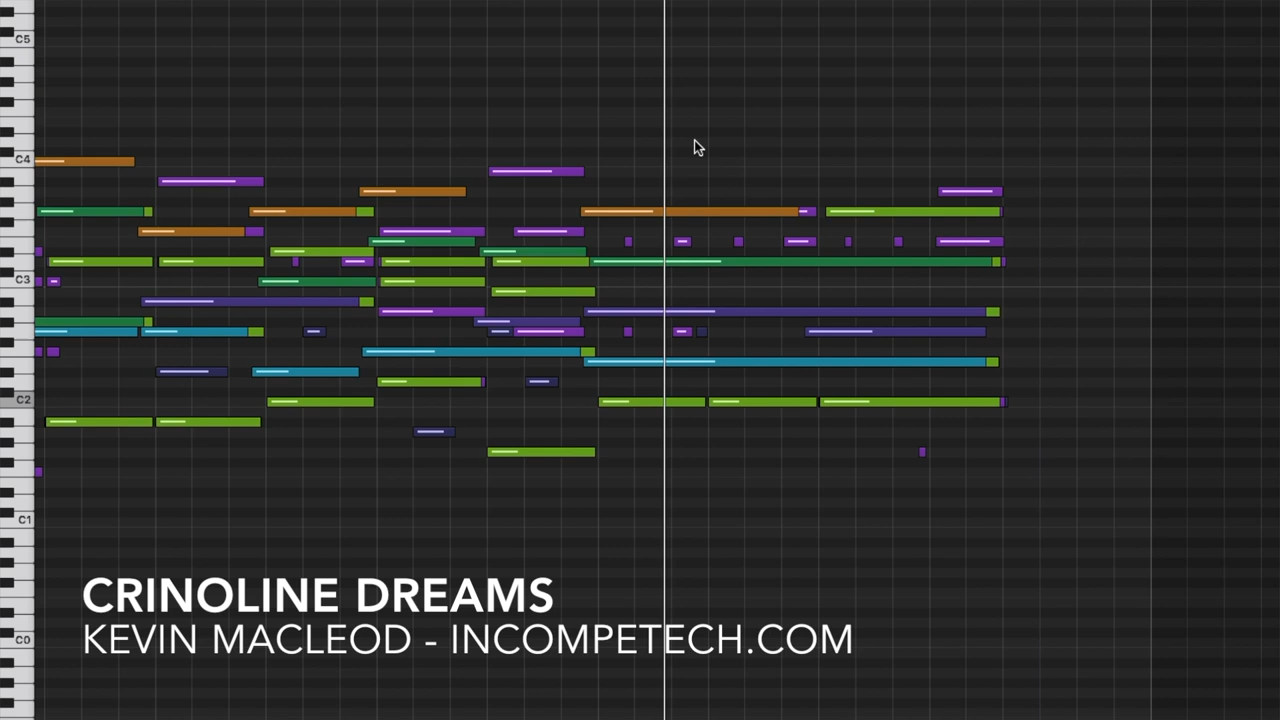 C5
C4
C3
C2
C1
CRINOLINE DREAMS
KEVIN MACLEOD - INCOMPETECH.COM
C0